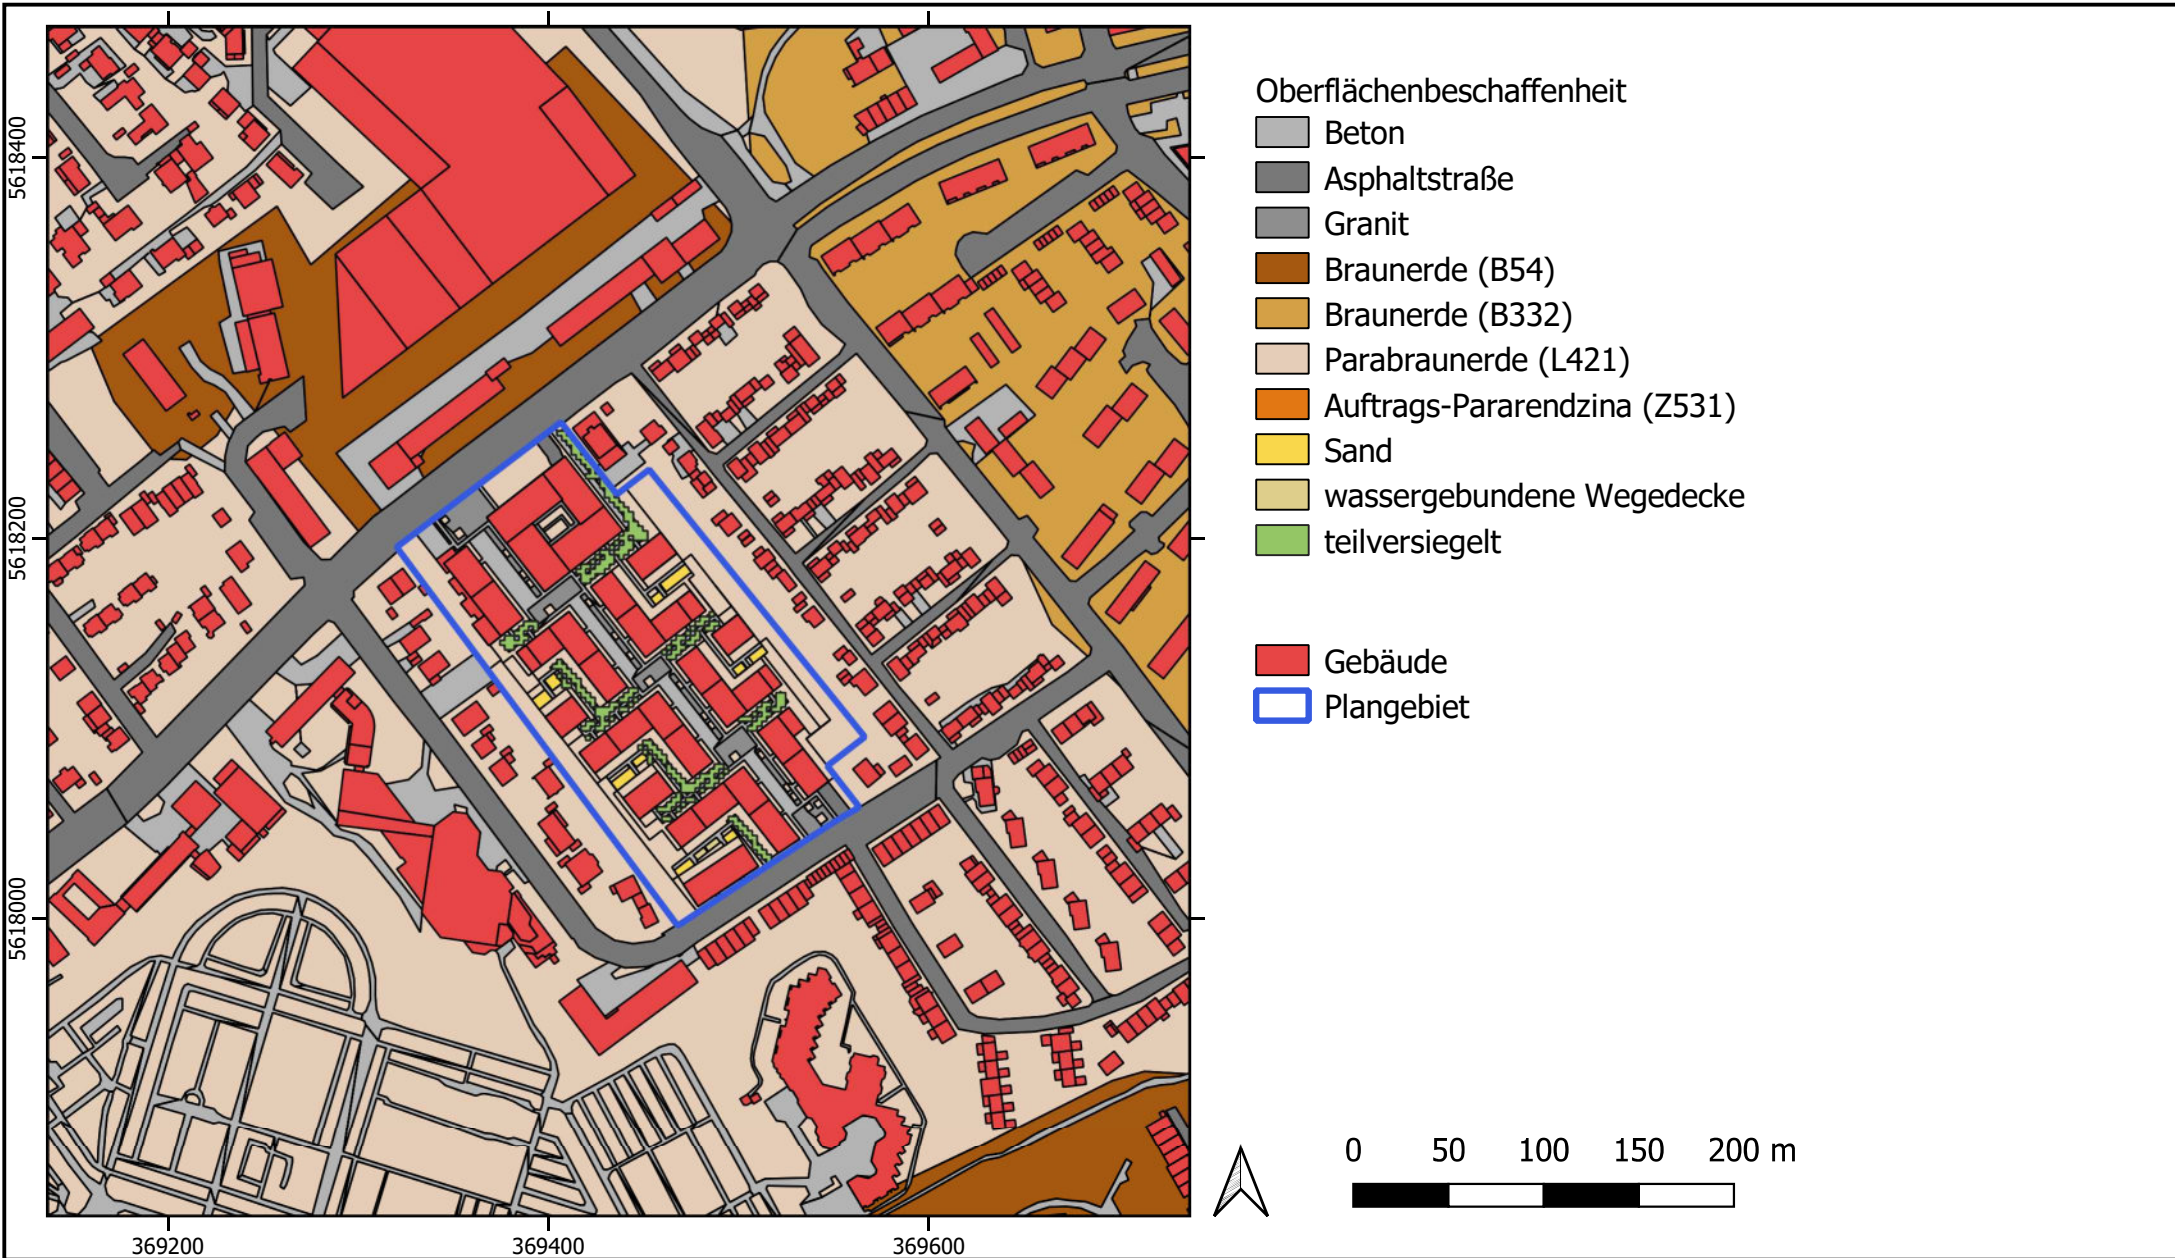 Oberflächenbeschaffenheit
Beton
Asphaltstraße
Granit
Braunerde (B54)
Braunerde (B332)
Parabraunerde (L421)
Auftrags-Pararendzina (Z531)
Sand
wassergebundene Wegedecke
teilversiegelt
Gebäude
Plangebiet
5618400
5618200
5618000
369200
369400
369600
0 50 100 150 200 m